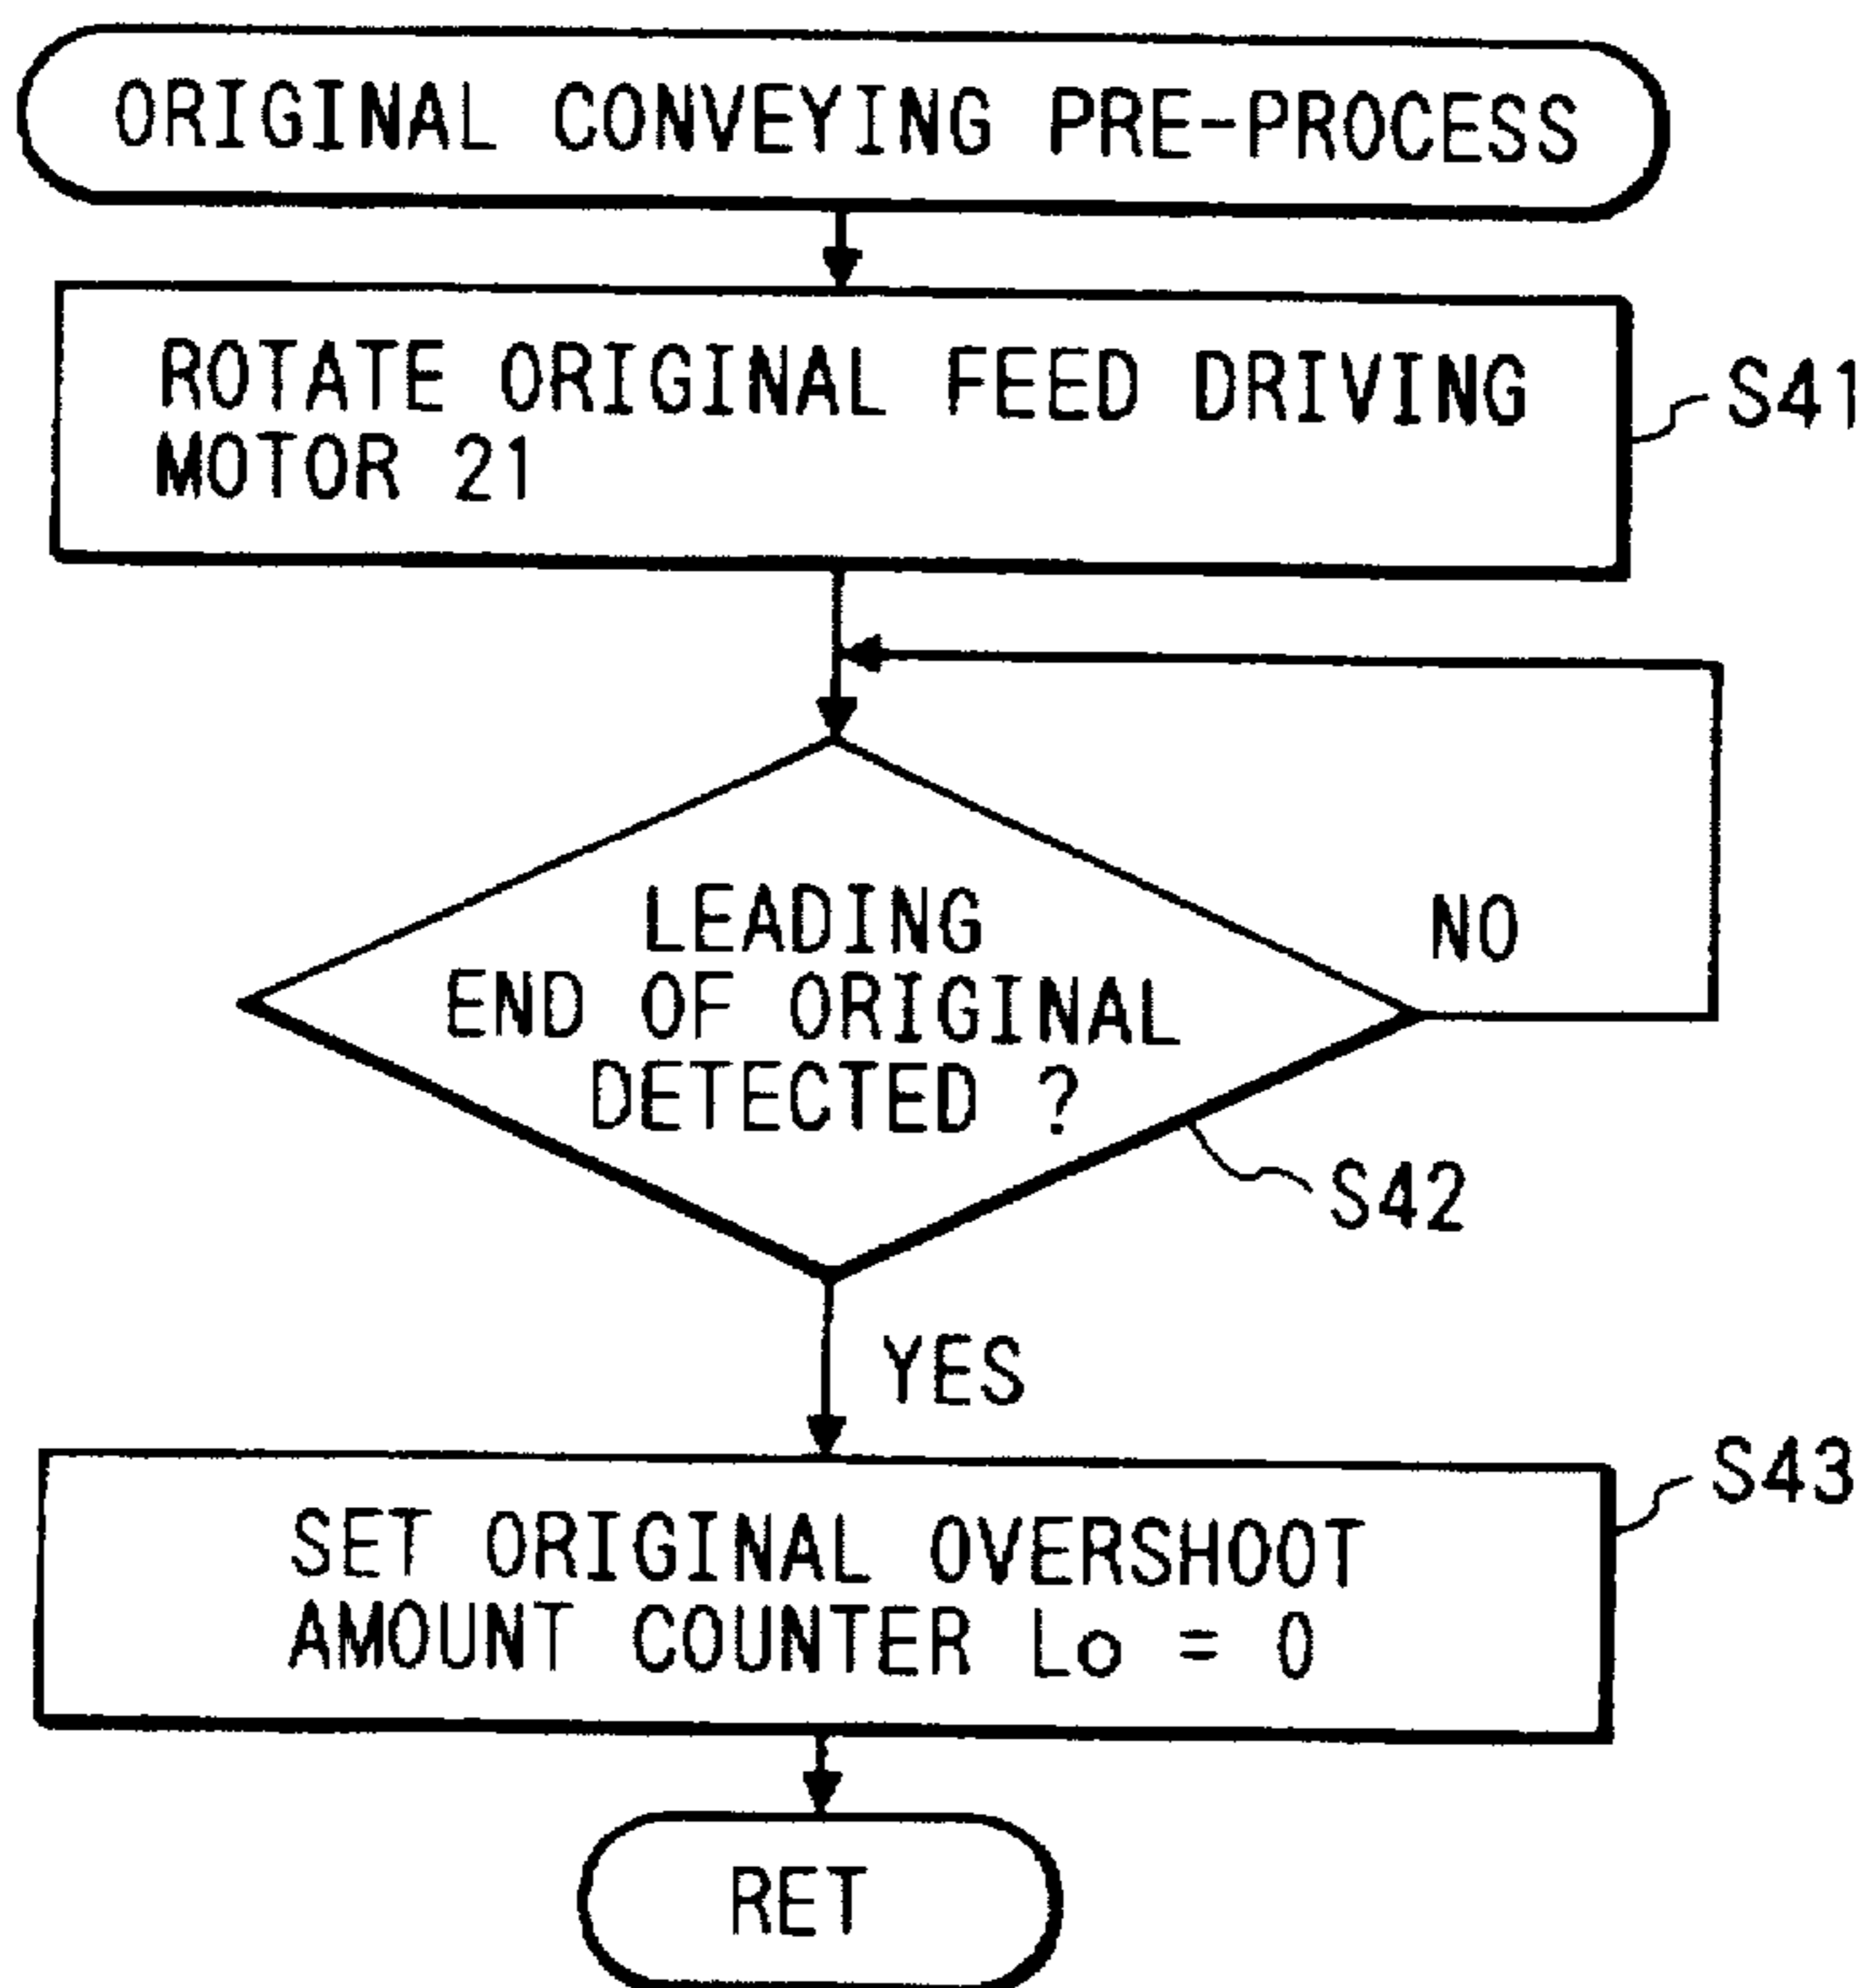 ORIGINAL CONVEYING PRE-PROCESS
ROTATE ORIGINAL FEED DRIVING
MOTOR 21
S41
LEADING
END OF ORIGINAL
DETECTED ?
NO
S42
YES
SET ORIGINAL OVERSHOOT
AMOUNT COUNTER Lo = 0
S43
RET